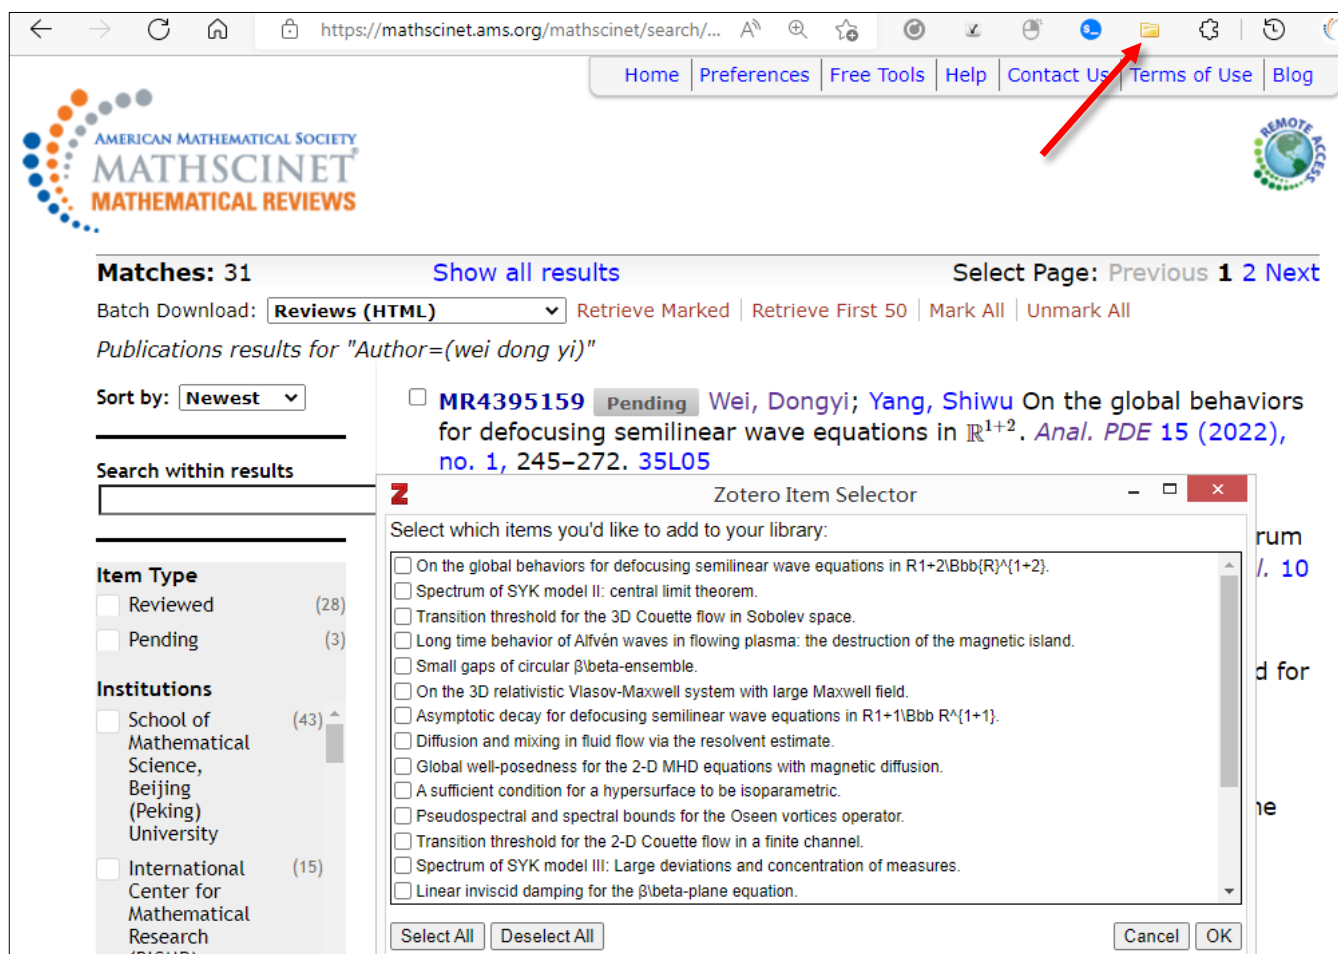 https://mathscinet.ams.org/mathscinet/search/...
Home Preferences Free Tools Help Contact Us Terms of Use Blog
AMERICAN MATHEMATICAL SOCIETY
MATHSCINET®
MATHEMATICAL REVIEWS
REMOTE ACCESS
Matches: 31 Show all results Select Page: Previous 1 2 Next
Batch Download: Reviews (HTML) Retrieve Marked Retrieve First 50 Mark All Unmark All
Publications results for "Author=(wei dong yi)"
Sort by: Newest
Search within results
Item Type
Reviewed (28)
Pending (3)
Institutions
School of (43)
Mathematical
Science,
Beijing
(Peking)
University
International (15)
Center for
Mathematical
Research
MR4395159 Pending Wei, Dongyi; Yang, Shiwu On the global behaviors
for defocusing semilinear wave equations in ℝ¹⁺². Anal. PDE 15 (2022),
no. 1, 245–272. 35L05
rum
l. 10
d for
ne
Zotero Item Selector
Select which items you'd like to add to your library:
On the global behaviors for defocusing semilinear wave equations in R1+2\Bbb{R}^{1+2}.
Spectrum of SYK model II: central limit theorem.
Transition threshold for the 3D Couette flow in Sobolev space.
Long time behavior of Alfvén waves in flowing plasma: the destruction of the magnetic island.
Small gaps of circular β\beta-ensemble.
On the 3D relativistic Vlasov-Maxwell system with large Maxwell field.
Asymptotic decay for defocusing semilinear wave equations in R1+1\Bbb R^{1+1}.
Diffusion and mixing in fluid flow via the resolvent estimate.
Global well-posedness for the 2-D MHD equations with magnetic diffusion.
A sufficient condition for a hypersurface to be isoparametric.
Pseudospectral and spectral bounds for the Oseen vortices operator.
Transition threshold for the 2-D Couette flow in a finite channel.
Spectrum of SYK model III: Large deviations and concentration of measures.
Linear inviscid damping for the β\beta-plane equation.
Select All Deselect All Cancel OK